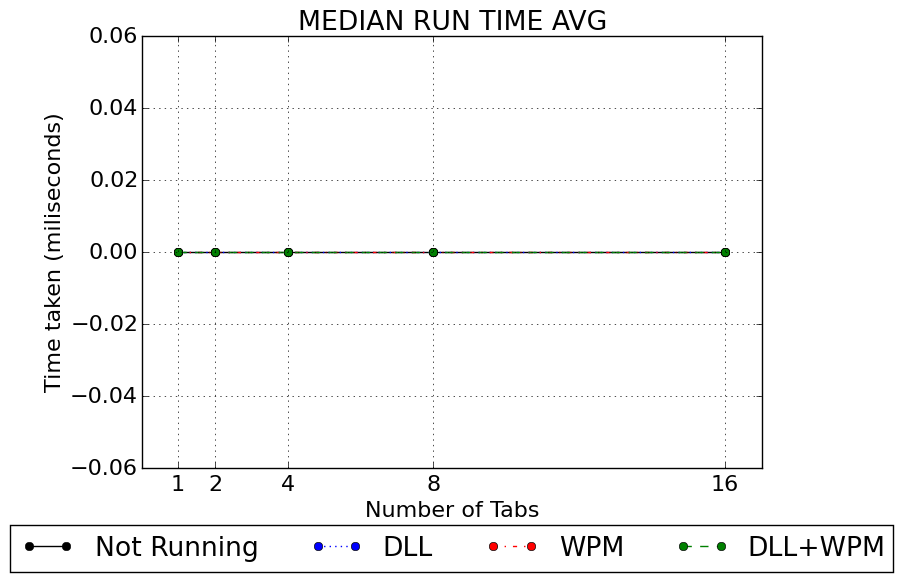 MEDIAN RUN TIME AVG
Time taken (miliseconds)
0.06
0.04
0.02
0.00
−0.02
−0.04
−0.06
1 2 4 8 16
Number of Tabs
Not Running DLL WPM DLL+WPM